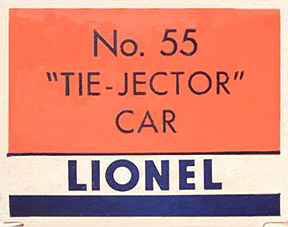 No. 55
"TIE-JECTOR"
CAR
LIONEL